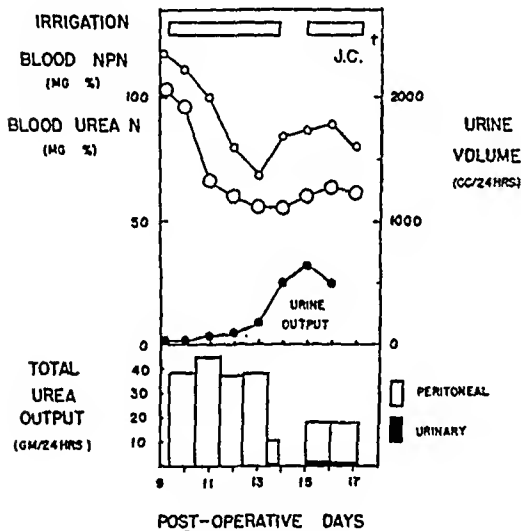 IRRIGATION
†
J.C.
BLOOD NPN
(MG %)
100
2000
BLOOD UREA N
(MG %)
URINE
VOLUME
(CC/24HRS)
50
1000
URINE
OUTPUT
0
0
TOTAL
UREA
OUTPUT
(GM/24HRS)
40
30
20
10
PERITONEAL
URINARY
9 11 13 15 17
POST-OPERATIVE DAYS